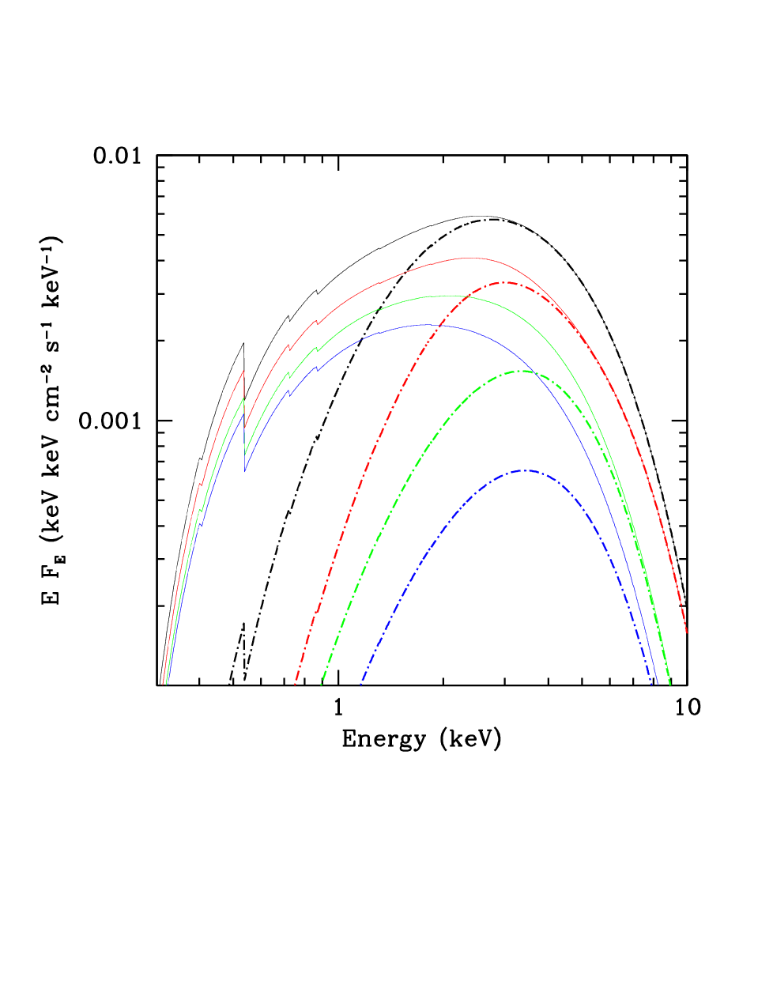 0.01
0.001
E F_E (keV keV cm⁻² s⁻¹ keV⁻¹)
1
10
Energy (keV)